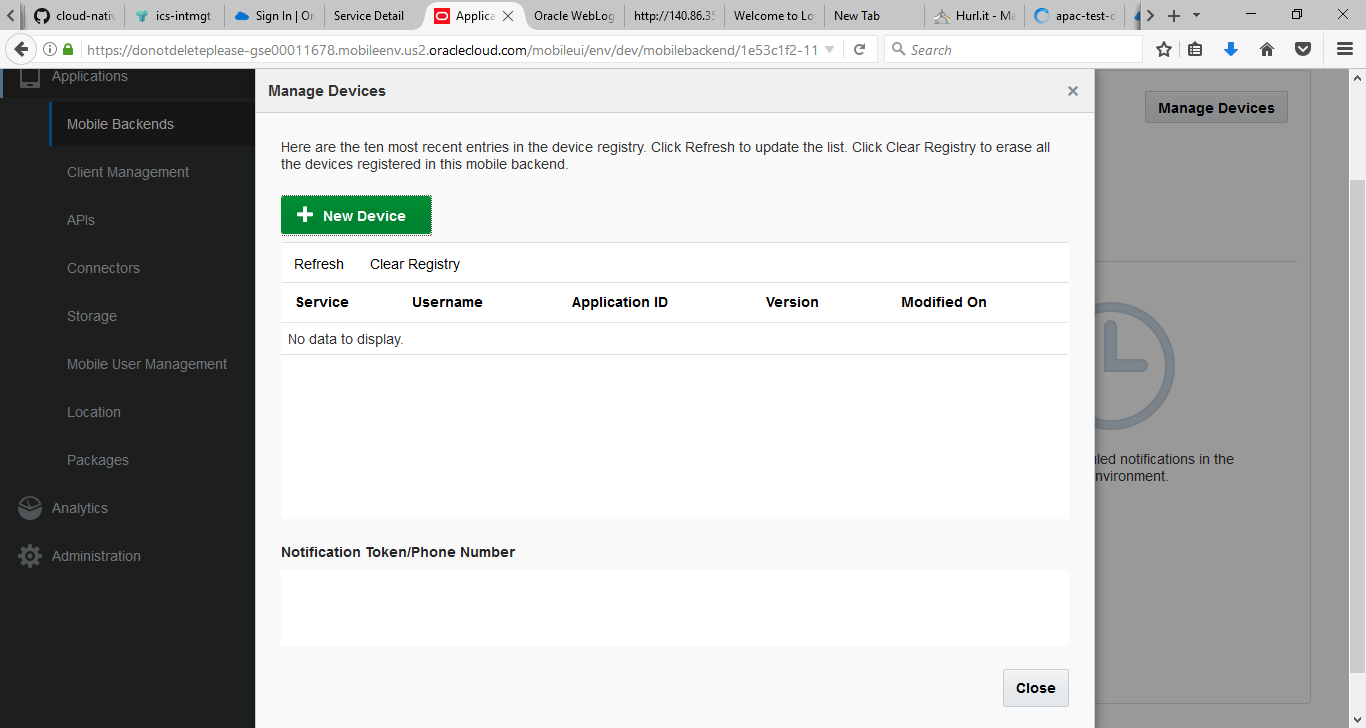 cloud-nativ
ics-intmgt
Sign In | Or
Service Detail
Applica
Oracle WebLog
http://140.86.35
Welcome to Lo
New Tab
Hurl.it - Ma
apac-test-d
https://donotdeleteplease-gse00011678.mobileenv.us2.oraclecloud.com/mobileui/env/dev/mobilebackend/1e53c1f2-11
Search
Applications
Mobile Backends
Client Management
APIs
Connectors
Storage
Mobile User Management
Location
Packages
Analytics
Administration
Manage Devices
Here are the ten most recent entries in the device registry. Click Refresh to update the list. Click Clear Registry to erase all
the devices registered in this mobile backend.
New Device
Refresh Clear Registry
Service Username Application ID Version Modified On
No data to display.
Notification Token/Phone Number
Close
Manage Devices
uled notifications in the
nvironment.